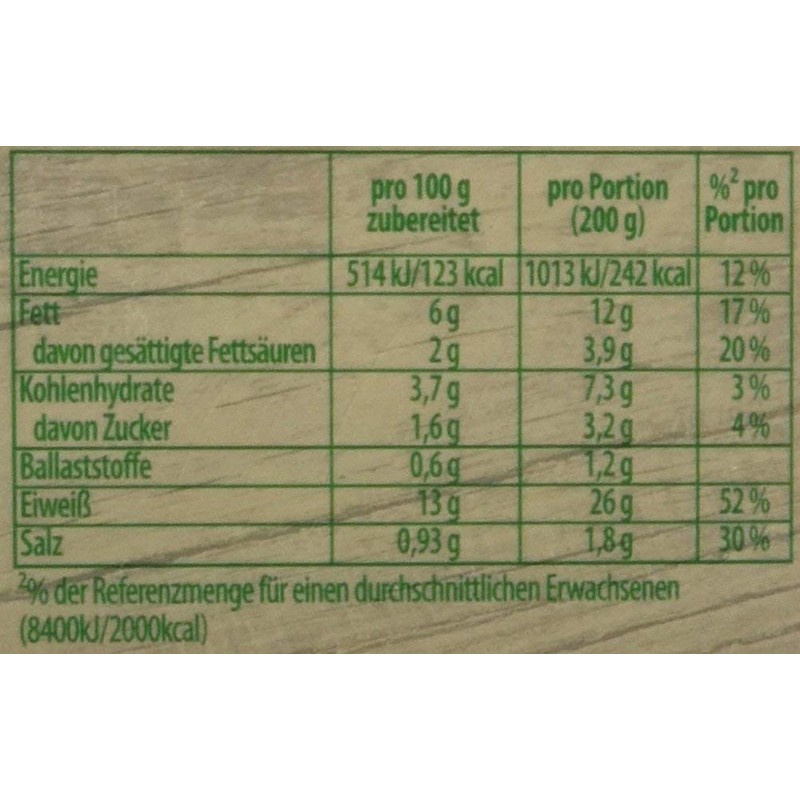 pro 100 g zubereitet pro Portion (200 g) %² pro Portion
Energie 514 kJ/123 kcal 1013 kJ/242 kcal 12 %
Fett 6 g 12 g 17 %
davon gesättigte Fettsäuren 2 g 3,9 g 20 %
Kohlenhydrate 3,7 g 7,3 g 3 %
davon Zucker 1,6 g 3,2 g 4 %
Ballaststoffe 0,6 g 1,2 g
Eiweiß 13 g 26 g 52 %
Salz 0,93 g 1,8 g 30 %
²% der Referenzmenge für einen durchschnittlichen Erwachsenen
(8400kJ/2000kcal)